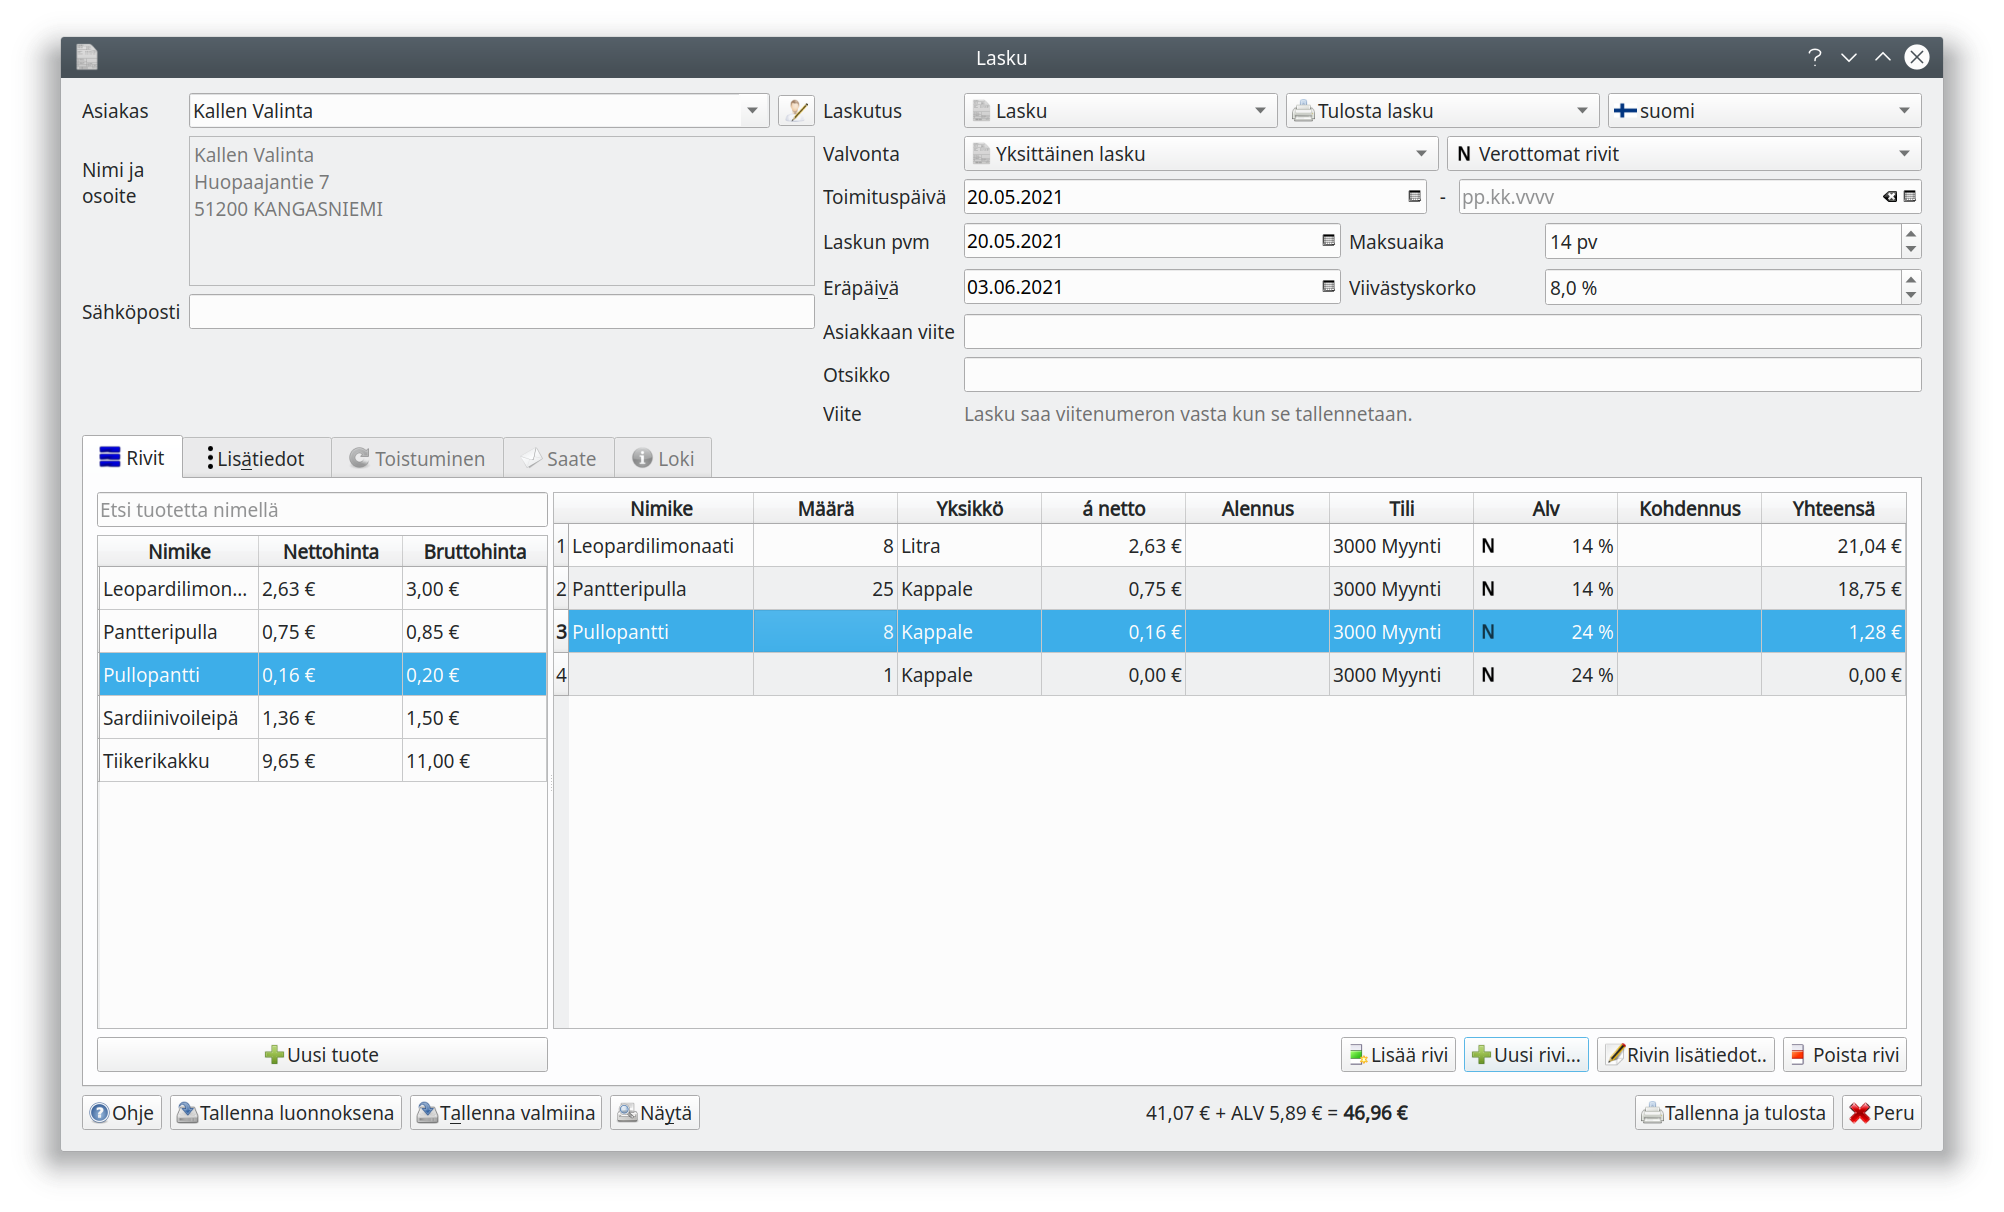 Lasku
Asiakas Kallen Valinta
Nimi ja osoite
Kallen Valinta
Huopaajantie 7
51200 KANGASNIEMI
Sähköposti
Laskutus Lasku Tulosta lasku suomi
Valvonta Yksittäinen lasku N Verottomat rivit
Toimituspäivä 20.05.2021 - pp.kk.vvvv
Laskun pvm 20.05.2021 Maksuaika 14 pv
Eräpäivä 03.06.2021 Viivästyskorko 8,0 %
Asiakkaan viite
Otsikko
Viite Lasku saa viitenumeron vasta kun se tallennetaan.
Rivit Lisätiedot Toistuminen Saate Loki
Etsi tuotetta nimellä
Nimike Nettohinta Bruttohinta
Leopardilimon... 2,63 € 3,00 €
Pantteripulla 0,75 € 0,85 €
Pullopantti 0,16 € 0,20 €
Sardiinivoileipä 1,36 € 1,50 €
Tiikerikakku 9,65 € 11,00 €
Uusi tuote
Nimike Määrä Yksikkö á netto Alennus Tili Alv Kohdennus Yhteensä
1 Leopardilimonaati 8 Litra 2,63 € 3000 Myynti N 14 % 21,04 €
2 Pantteripulla 25 Kappale 0,75 € 3000 Myynti N 14 % 18,75 €
3 Pullopantti 8 Kappale 0,16 € 3000 Myynti N 24 % 1,28 €
4 1 Kappale 0,00 € 3000 Myynti N 24 % 0,00 €
Lisää rivi Uusi rivi... Rivin lisätiedot.. Poista rivi
Ohje Tallenna luonnoksena Tallenna valmiina Näytä 41,07 € + ALV 5,89 € = 46,96 € Tallenna ja tulosta Peru